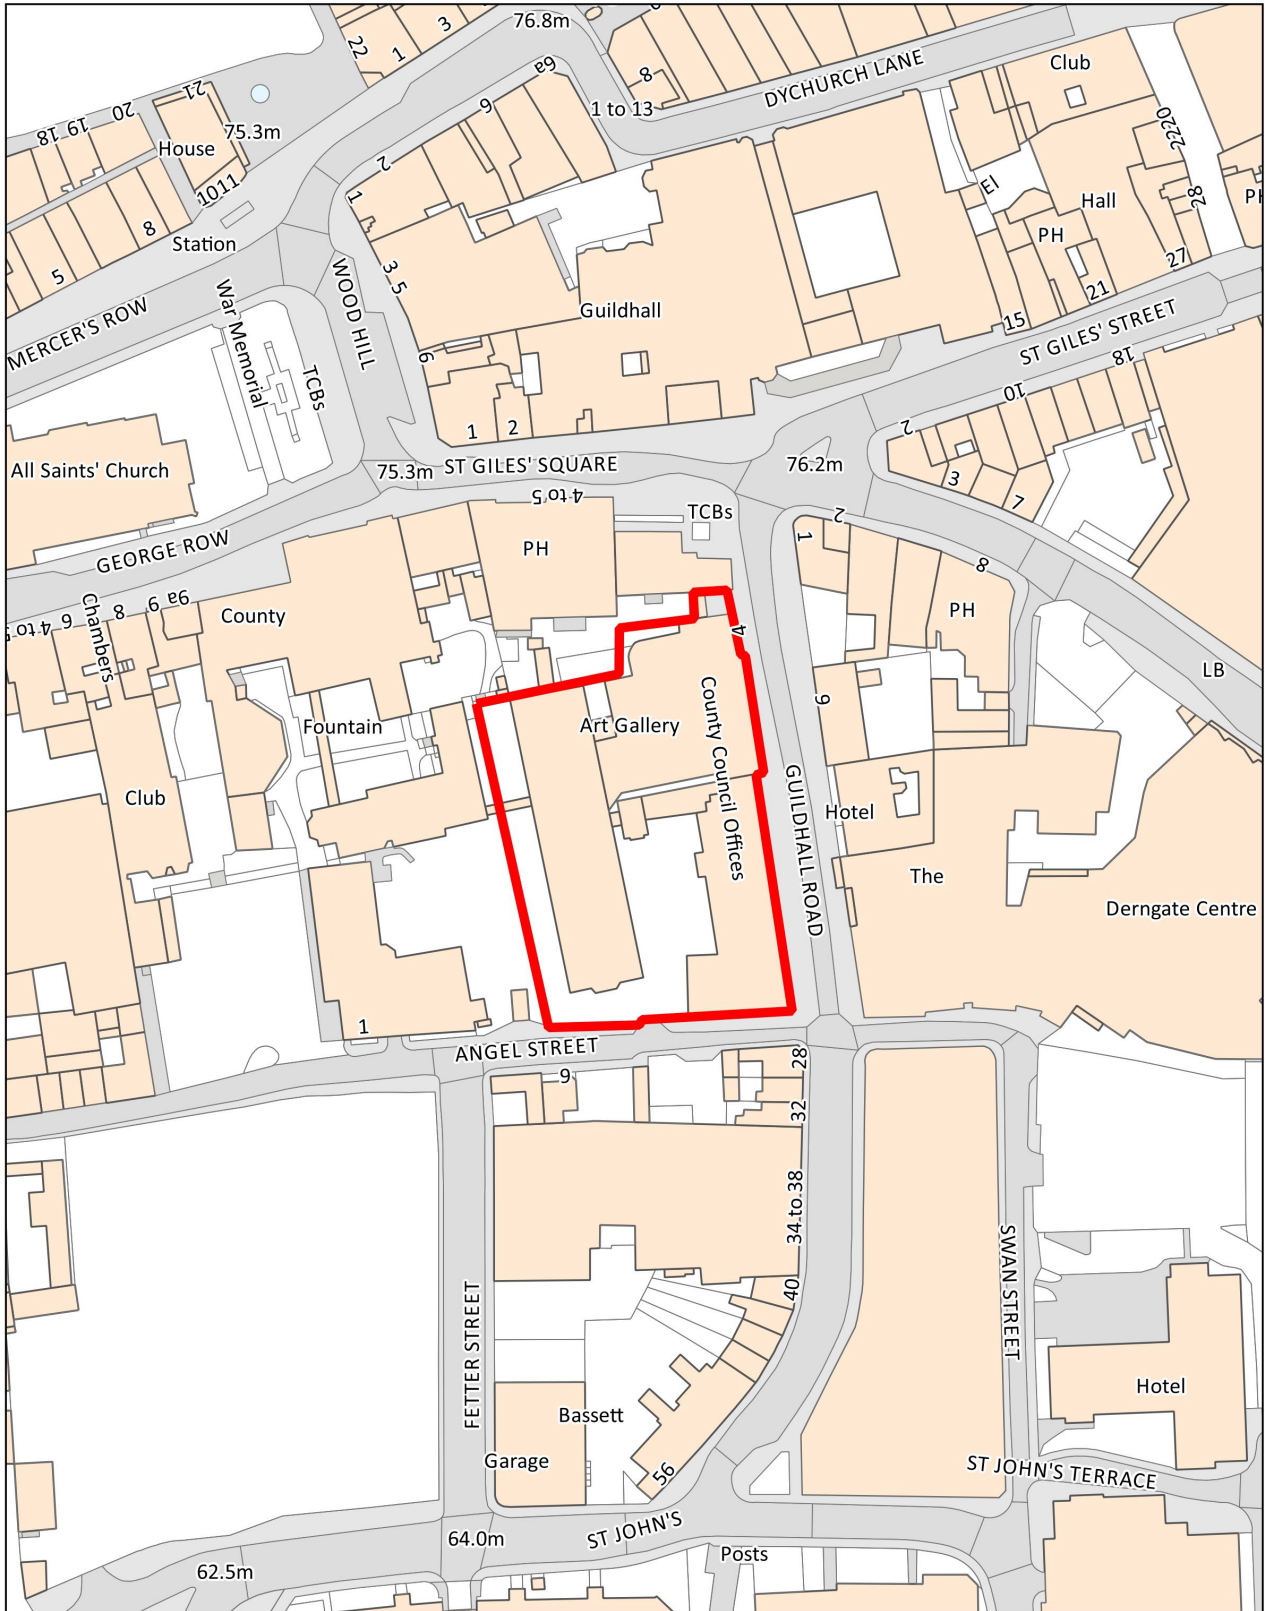 76.8m
22
1
3
6a
6
8
1 to 13
DYCHURCH LANE
Club
2220
28
21
20
19
18
75.3m
House
1011
2
1
El
Hall
PH
27
21
15
8
Station
5
3
5
6
Guildhall
MERCER'S ROW
War Memorial
TCBs
WOOD HILL
ST GILES' STREET
18
10
2
3
7
1
2
All Saints' Church
75.3m
ST GILES' SQUARE
76.2m
4 to 5
TCBs
GEORGE ROW
PH
1
2
8
PH
County
9a
9
8
6
Chambers
4
LB
9
Fountain
Art Gallery
County Council Offices
Club
GUILDHALL ROAD
Hotel
The
Derngate Centre
1
ANGEL STREET
9
28
32
34 to 38
40
FETTER STREET
SWAN STREET
Bassett
Hotel
Garage
56
ST JOHN'S TERRACE
64.0m
ST JOHN'S
Posts
62.5m